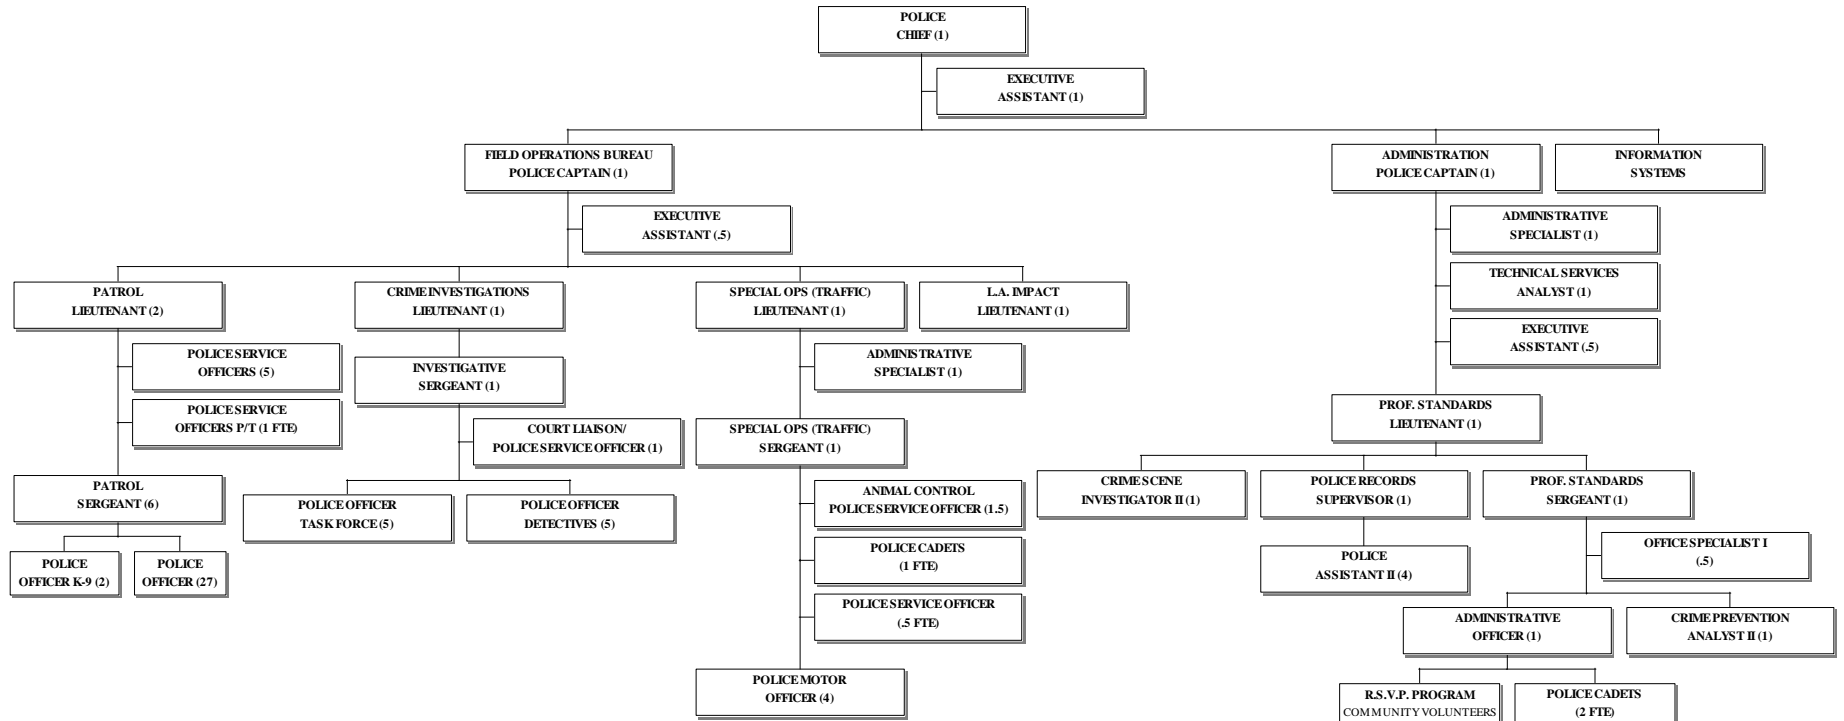 POLICE
CHIEF (1)
EXECUTIVE
ASSISTANT (1)
FIELD OPERATIONS BUREAU
POLICE CAPTAIN (1)
ADMINISTRATION
POLICE CAPTAIN (1)
INFORMATION
SYSTEMS
EXECUTIVE
ASSISTANT (.5)
ADMINISTRATIVE
SPECIALIST (1)
TECHNICAL SERVICES
ANALYST (1)
EXECUTIVE
ASSISTANT (.5)
PATROL
LIEUTENANT (2)
CRIME INVESTIGATIONS
LIEUTENANT (1)
SPECIAL OPS (TRAFFIC)
LIEUTENANT (1)
L.A. IMPACT
LIEUTENANT (1)
POLICE SERVICE
OFFICERS (5)
POLICE SERVICE
OFFICERS P/T (1 FTE)
PATROL
SERGEANT (6)
POLICE
OFFICER K-9 (2)
POLICE
OFFICER (27)
INVESTIGATIVE
SERGEANT (1)
COURT LIAISON/
POLICE SERVICE OFFICER (1)
POLICE OFFICER
TASK FORCE (5)
POLICE OFFICER
DETECTIVES (5)
ADMINISTRATIVE
SPECIALIST (1)
SPECIAL OPS (TRAFFIC)
SERGEANT (1)
ANIMAL CONTROL
POLICE SERVICE OFFICER (1.5)
POLICE CADETS
(1 FTE)
POLICE SERVICE OFFICER
(.5 FTE)
POLICE MOTOR
OFFICER (4)
PROF. STANDARDS
LIEUTENANT (1)
CRIME SCENE
INVESTIGATOR II (1)
POLICE RECORDS
SUPERVISOR (1)
PROF. STANDARDS
SERGEANT (1)
POLICE
ASSISTANT II (4)
OFFICE SPECIALIST I
(.5)
ADMINISTRATIVE
OFFICER (1)
CRIME PREVENTION
ANALYST II (1)
R.S.V.P. PROGRAM
COMMUNITY VOLUNTEERS
POLICE CADETS
(2 FTE)